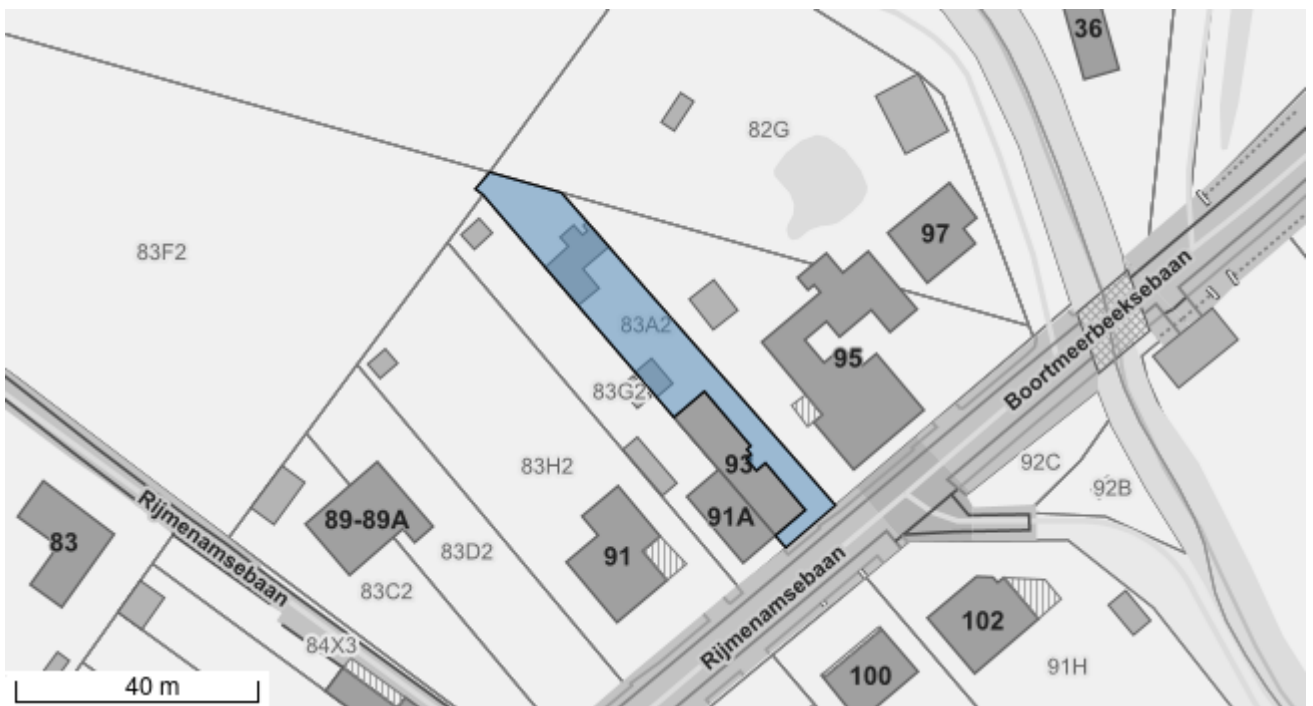 36
82G
97
83F2
Boortmeerbeeksebaan
83A2
95
83G2
93
92C
83H2
92B
89-89A
91A
83
Rijmenamsebaan
83D2
91
Rijmenamsebaan
83C2
102
84X3
91H
100
40 m